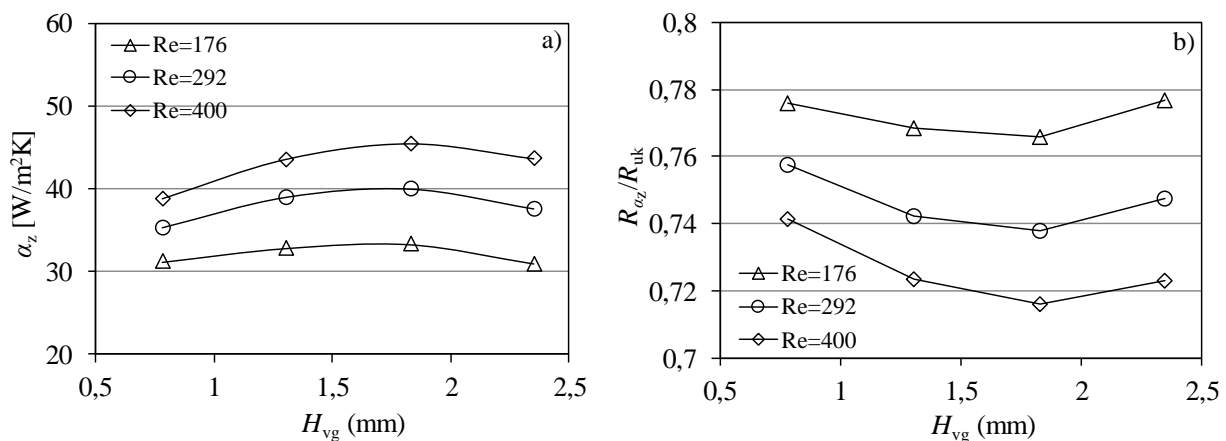 a)
Re=176
Re=292
Re=400
α_z [W/m²K]
60
50
40
30
20
0,5 1 1,5 2 2,5
H_vg (mm)
b)
R_αz/R_uk
0,8
0,78
0,76
0,74
0,72
0,7
Re=176
Re=292
Re=400
0,5 1 1,5 2 2,5
H_vg (mm)